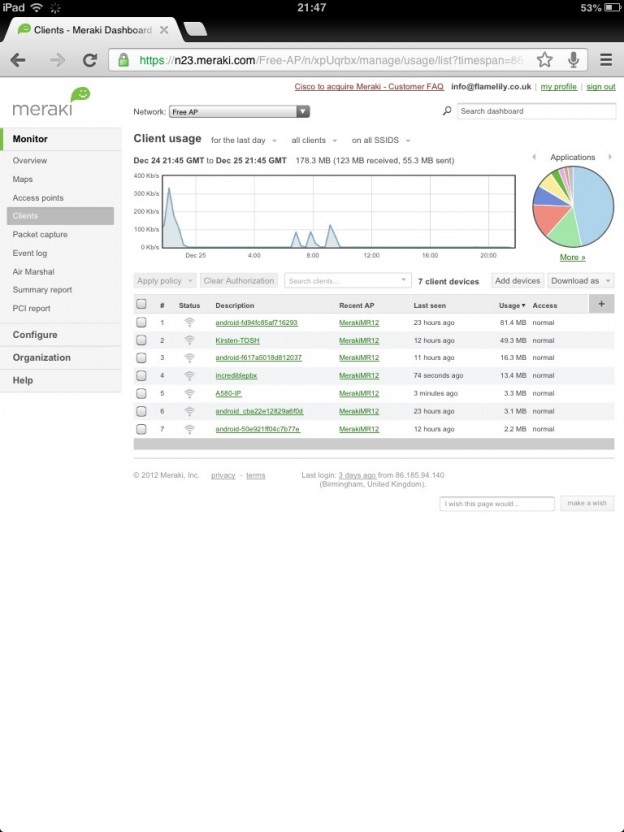 iPad 21:47 53%
Clients - Meraki Dashboard
https://n23.meraki.com/Free-AP/n/xpUqrbx/manage/usage/list?timespan=86
Cisco to acquire Meraki - Customer FAQ info@flamelily.co.uk | my profile | sign out
meraki
Network: Free AP Search dashboard
Monitor
Overview
Maps
Access points
Clients
Packet capture
Event log
Air Marshal
Summary report
PCI report
Configure
Organization
Help
Client usage for the last day all clients on all SSIDS
Dec 24 21:45 GMT to Dec 25 21:45 GMT 178.3 MB (123 MB received, 55.3 MB sent)
Applications
400 Kb/s
300 Kb/s
200 Kb/s
100 Kb/s
0 Kb/s
Dec 25 4:00 8:00 12:00 16:00 20:00
More »
Apply policy Clear Authorization Search clients... 7 client devices Add devices Download as
# Status Description Recent AP Last seen Usage Access +
1 android-fd94fc85af716293 MerakiMR12 23 hours ago 81.4 MB normal
2 Kirsten-TOSH MerakiMR12 12 hours ago 49.3 MB normal
3 android-f617a5018d812037 MerakiMR12 11 hours ago 16.3 MB normal
4 incrediblepbx MerakiMR12 74 seconds ago 13.4 MB normal
5 A580-IP MerakiMR12 3 minutes ago 3.3 MB normal
6 android_cba22e12829a6f0d MerakiMR12 23 hours ago 3.1 MB normal
7 android-50e921ff04c7b77e MerakiMR12 12 hours ago 2.2 MB normal
© 2012 Meraki, Inc. privacy - terms Last login: 3 days ago from 86.165.94.140
(Birmingham, United Kingdom).
I wish this page would... make a wish